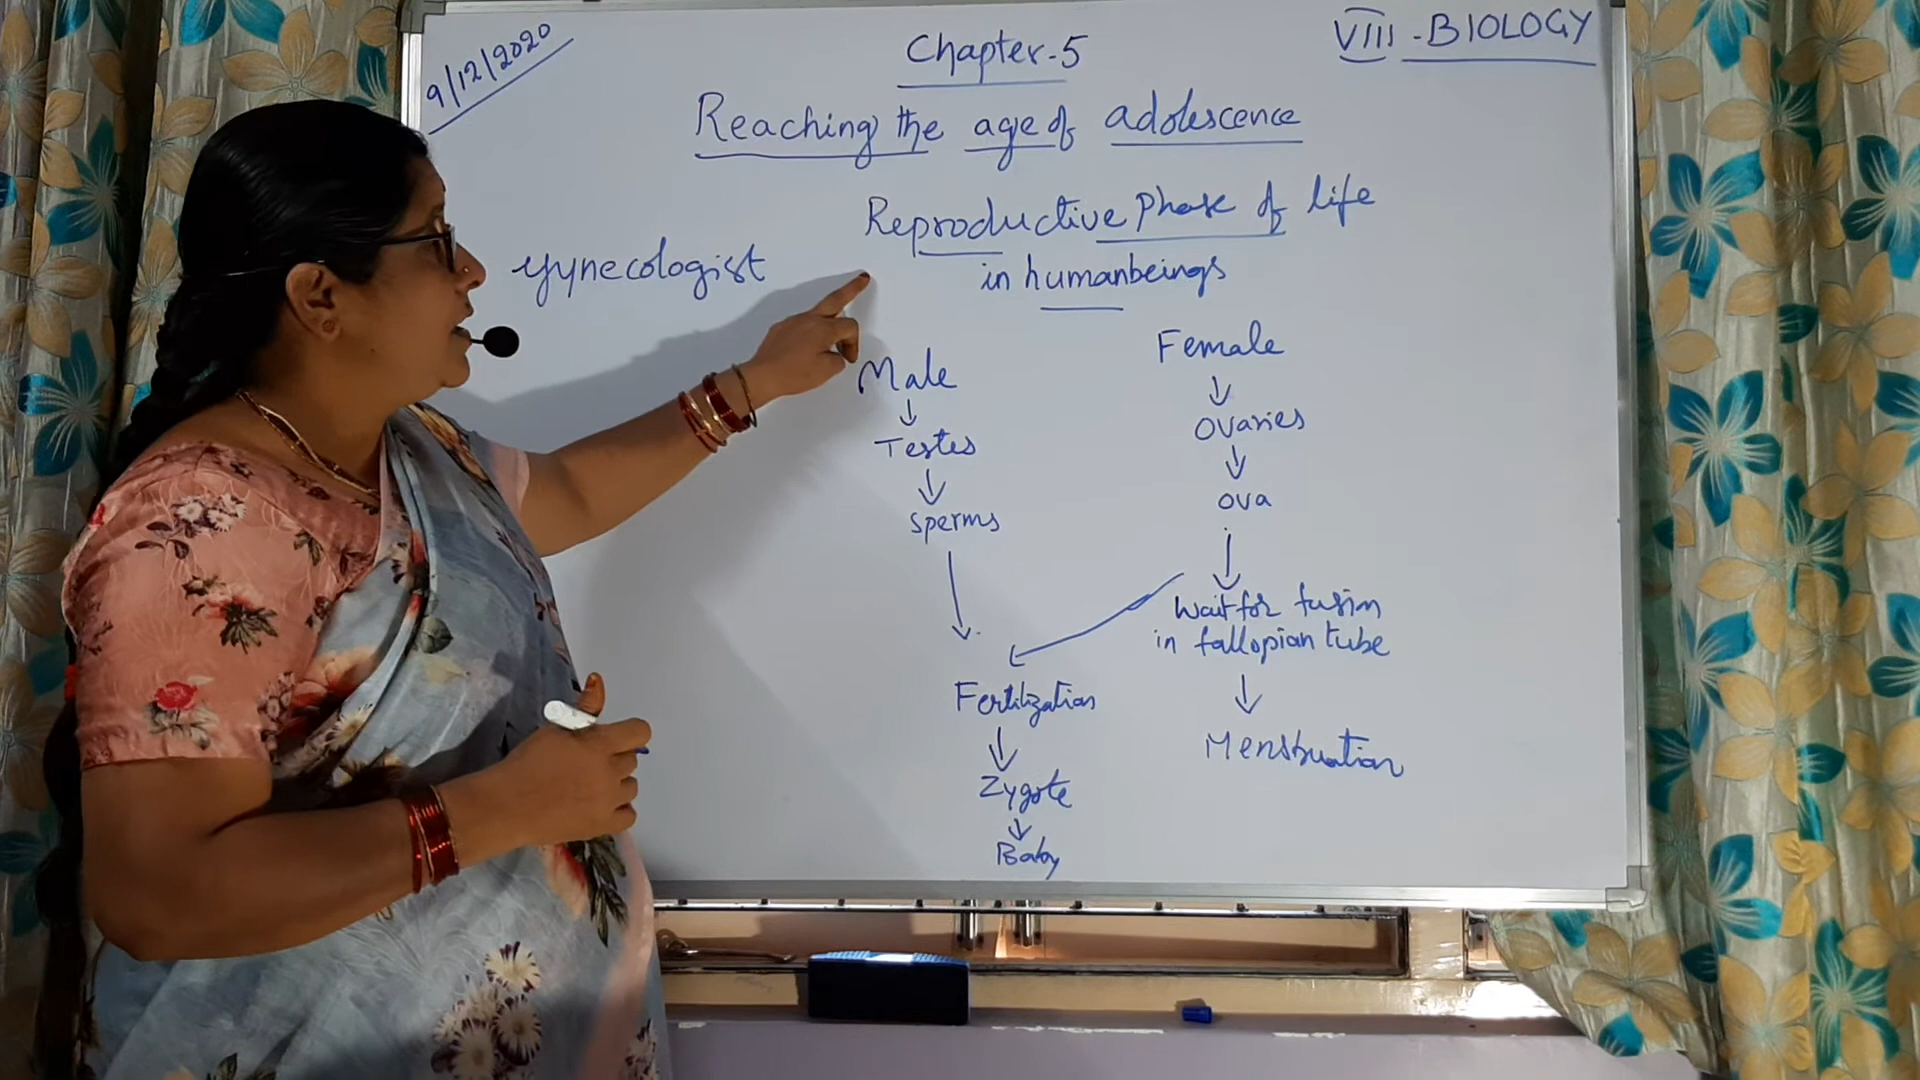 9/12/2020
Chapter-5
VIII-BIOLOGY
Reaching the age of adolescence
Reproductive Phase of life
in humanbeings
Gynecologist
Male
↓
Testes
↓
Sperms
Female
↓
Ovaries
↓
Ova
↓
Wait for fusion
in fallopian tube
↓
Menstruation
Fertilization
↓
Zygote
↓
Baby